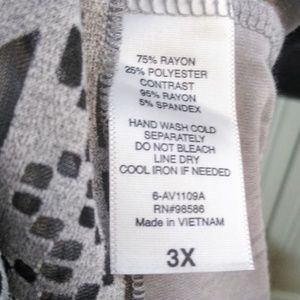 75% RAYON
25% POLYESTER
CONTRAST
95% RAYON
5% SPANDEX
HAND WASH COLD
SEPARATELY
DO NOT BLEACH
LINE DRY
COOL IRON IF NEEDED
6-AV1109A
RN#98586
Made in VIETNAM
3X